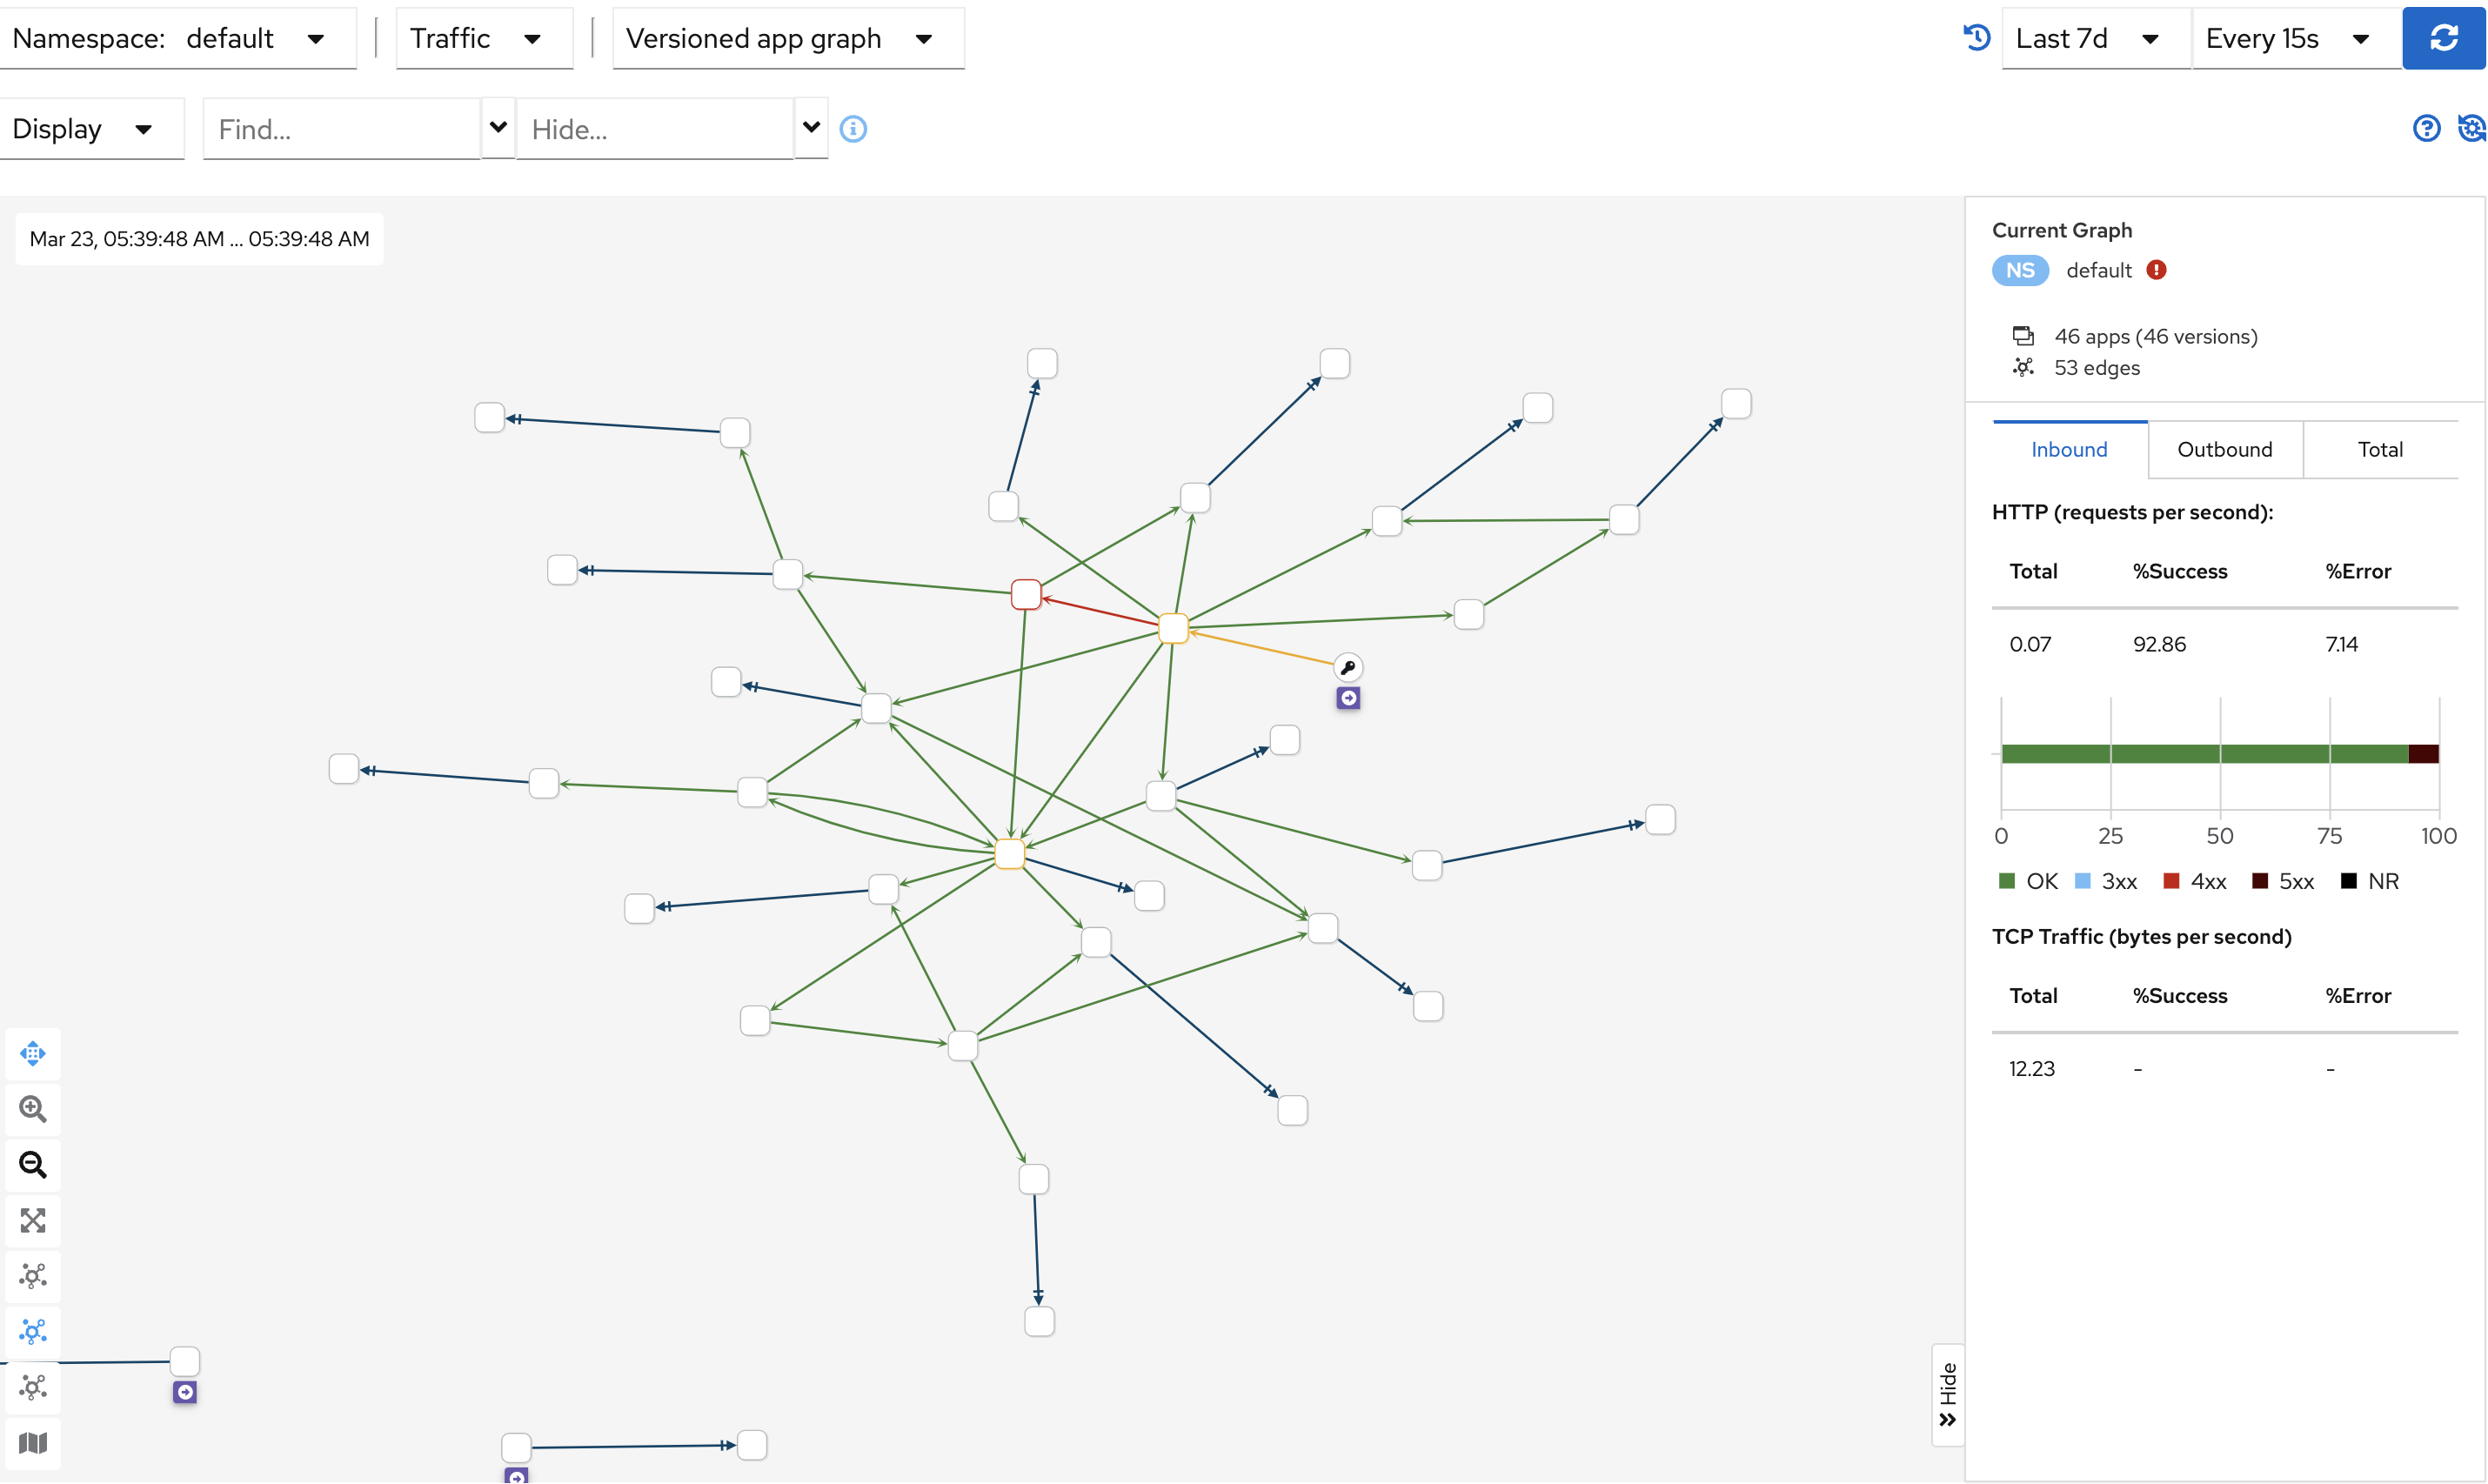 Namespace: default
Traffic
Versioned app graph
Last 7d
Every 15s
Display
Find...
Hide...
Mar 23, 05:39:48 AM ... 05:39:48 AM
Current Graph
NS default
46 apps (46 versions)
53 edges
Inbound Outbound Total
HTTP (requests per second):
Total %Success %Error
0.07 92.86 7.14
0 25 50 75 100
OK 3xx 4xx 5xx NR
TCP Traffic (bytes per second)
Total %Success %Error
12.23 - -
Hide